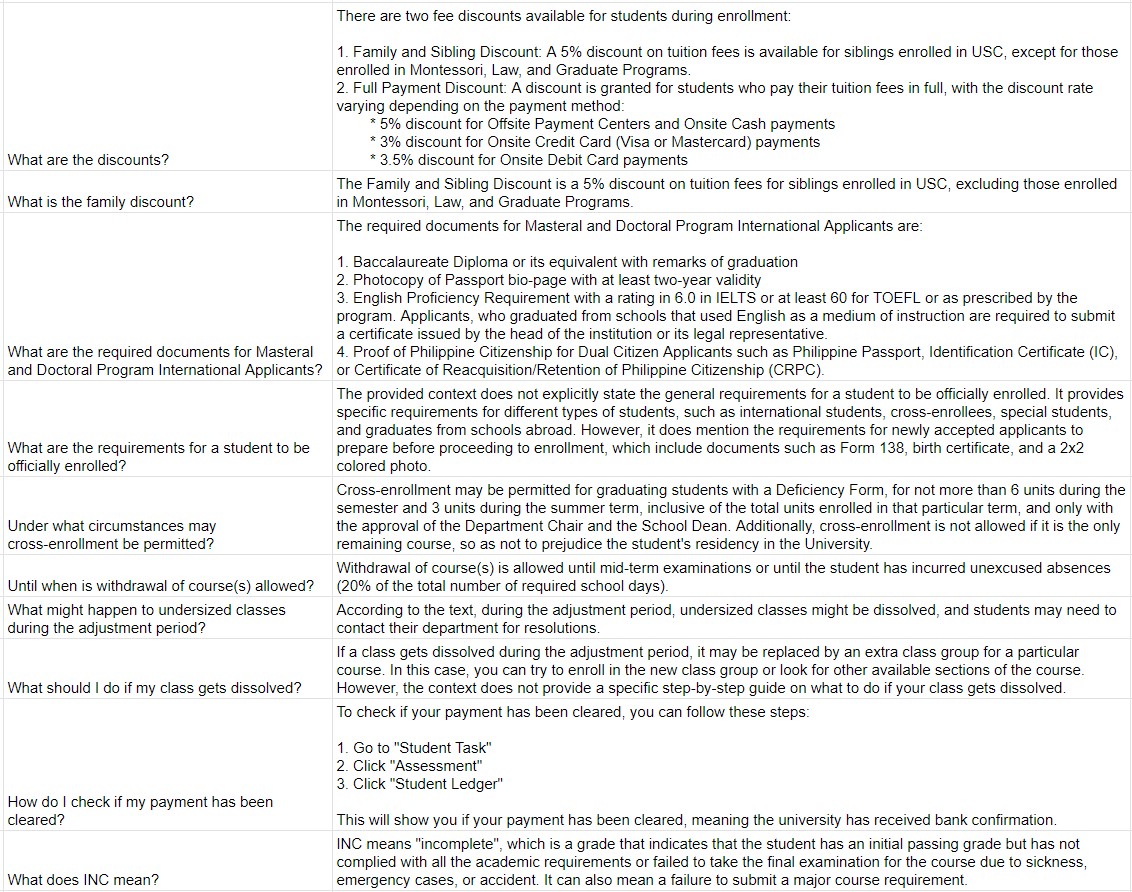 There are two fee discounts available for students during enrollment:
1. Family and Sibling Discount: A 5% discount on tuition fees is available for siblings enrolled in USC, except for those
enrolled in Montessori, Law, and Graduate Programs.
2. Full Payment Discount: A discount is granted for students who pay their tuition fees in full, with the discount rate
varying depending on the payment method:
* 5% discount for Offsite Payment Centers and Onsite Cash payments
* 3% discount for Onsite Credit Card (Visa or Mastercard) payments
What are the discounts?
* 3.5% discount for Onsite Debit Card payments
What is the family discount?
The Family and Sibling Discount is a 5% discount on tuition fees for siblings enrolled in USC, excluding those enrolled
in Montessori, Law, and Graduate Programs.
The required documents for Masteral and Doctoral Program International Applicants are:
1. Baccalaureate Diploma or its equivalent with remarks of graduation
2. Photocopy of Passport bio-page with at least two-year validity
3. English Proficiency Requirement with a rating in 6.0 in IELTS or at least 60 for TOEFL or as prescribed by the
program. Applicants, who graduated from schools that used English as a medium of instruction are required to submit
a certificate issued by the head of the institution or its legal representative.
What are the required documents for Masteral
and Doctoral Program International Applicants?
4. Proof of Philippine Citizenship for Dual Citizen Applicants such as Philippine Passport, Identification Certificate (IC),
or Certificate of Reacquisition/Retention of Philippine Citizenship (CRPC).
What are the requirements for a student to be
officially enrolled?
The provided context does not explicitly state the general requirements for a student to be officially enrolled. It provides
specific requirements for different types of students, such as international students, cross-enrollees, special students,
and graduates from schools abroad. However, it does mention the requirements for newly accepted applicants to
prepare before proceeding to enrollment, which include documents such as Form 138, birth certificate, and a 2x2
colored photo.
Under what circumstances may
cross-enrollment be permitted?
Cross-enrollment may be permitted for graduating students with a Deficiency Form, for not more than 6 units during the
semester and 3 units during the summer term, inclusive of the total units enrolled in that particular term, and only with
the approval of the Department Chair and the School Dean. Additionally, cross-enrollment is not allowed if it is the only
remaining course, so as not to prejudice the student's residency in the University.
Until when is withdrawal of course(s) allowed?
Withdrawal of course(s) is allowed until mid-term examinations or until the student has incurred unexcused absences
(20% of the total number of required school days).
What might happen to undersized classes
during the adjustment period?
According to the text, during the adjustment period, undersized classes might be dissolved, and students may need to
contact their department for resolutions.
What should I do if my class gets dissolved?
If a class gets dissolved during the adjustment period, it may be replaced by an extra class group for a particular
course. In this case, you can try to enroll in the new class group or look for other available sections of the course.
However, the context does not provide a specific step-by-step guide on what to do if your class gets dissolved.
How do I check if my payment has been
cleared?
To check if your payment has been cleared, you can follow these steps:
1. Go to "Student Task"
2. Click "Assessment"
3. Click "Student Ledger"
This will show you if your payment has been cleared, meaning the university has received bank confirmation.
What does INC mean?
INC means "incomplete", which is a grade that indicates that the student has an initial passing grade but has not
complied with all the academic requirements or failed to take the final examination for the course due to sickness,
emergency cases, or accident. It can also mean a failure to submit a major course requirement.